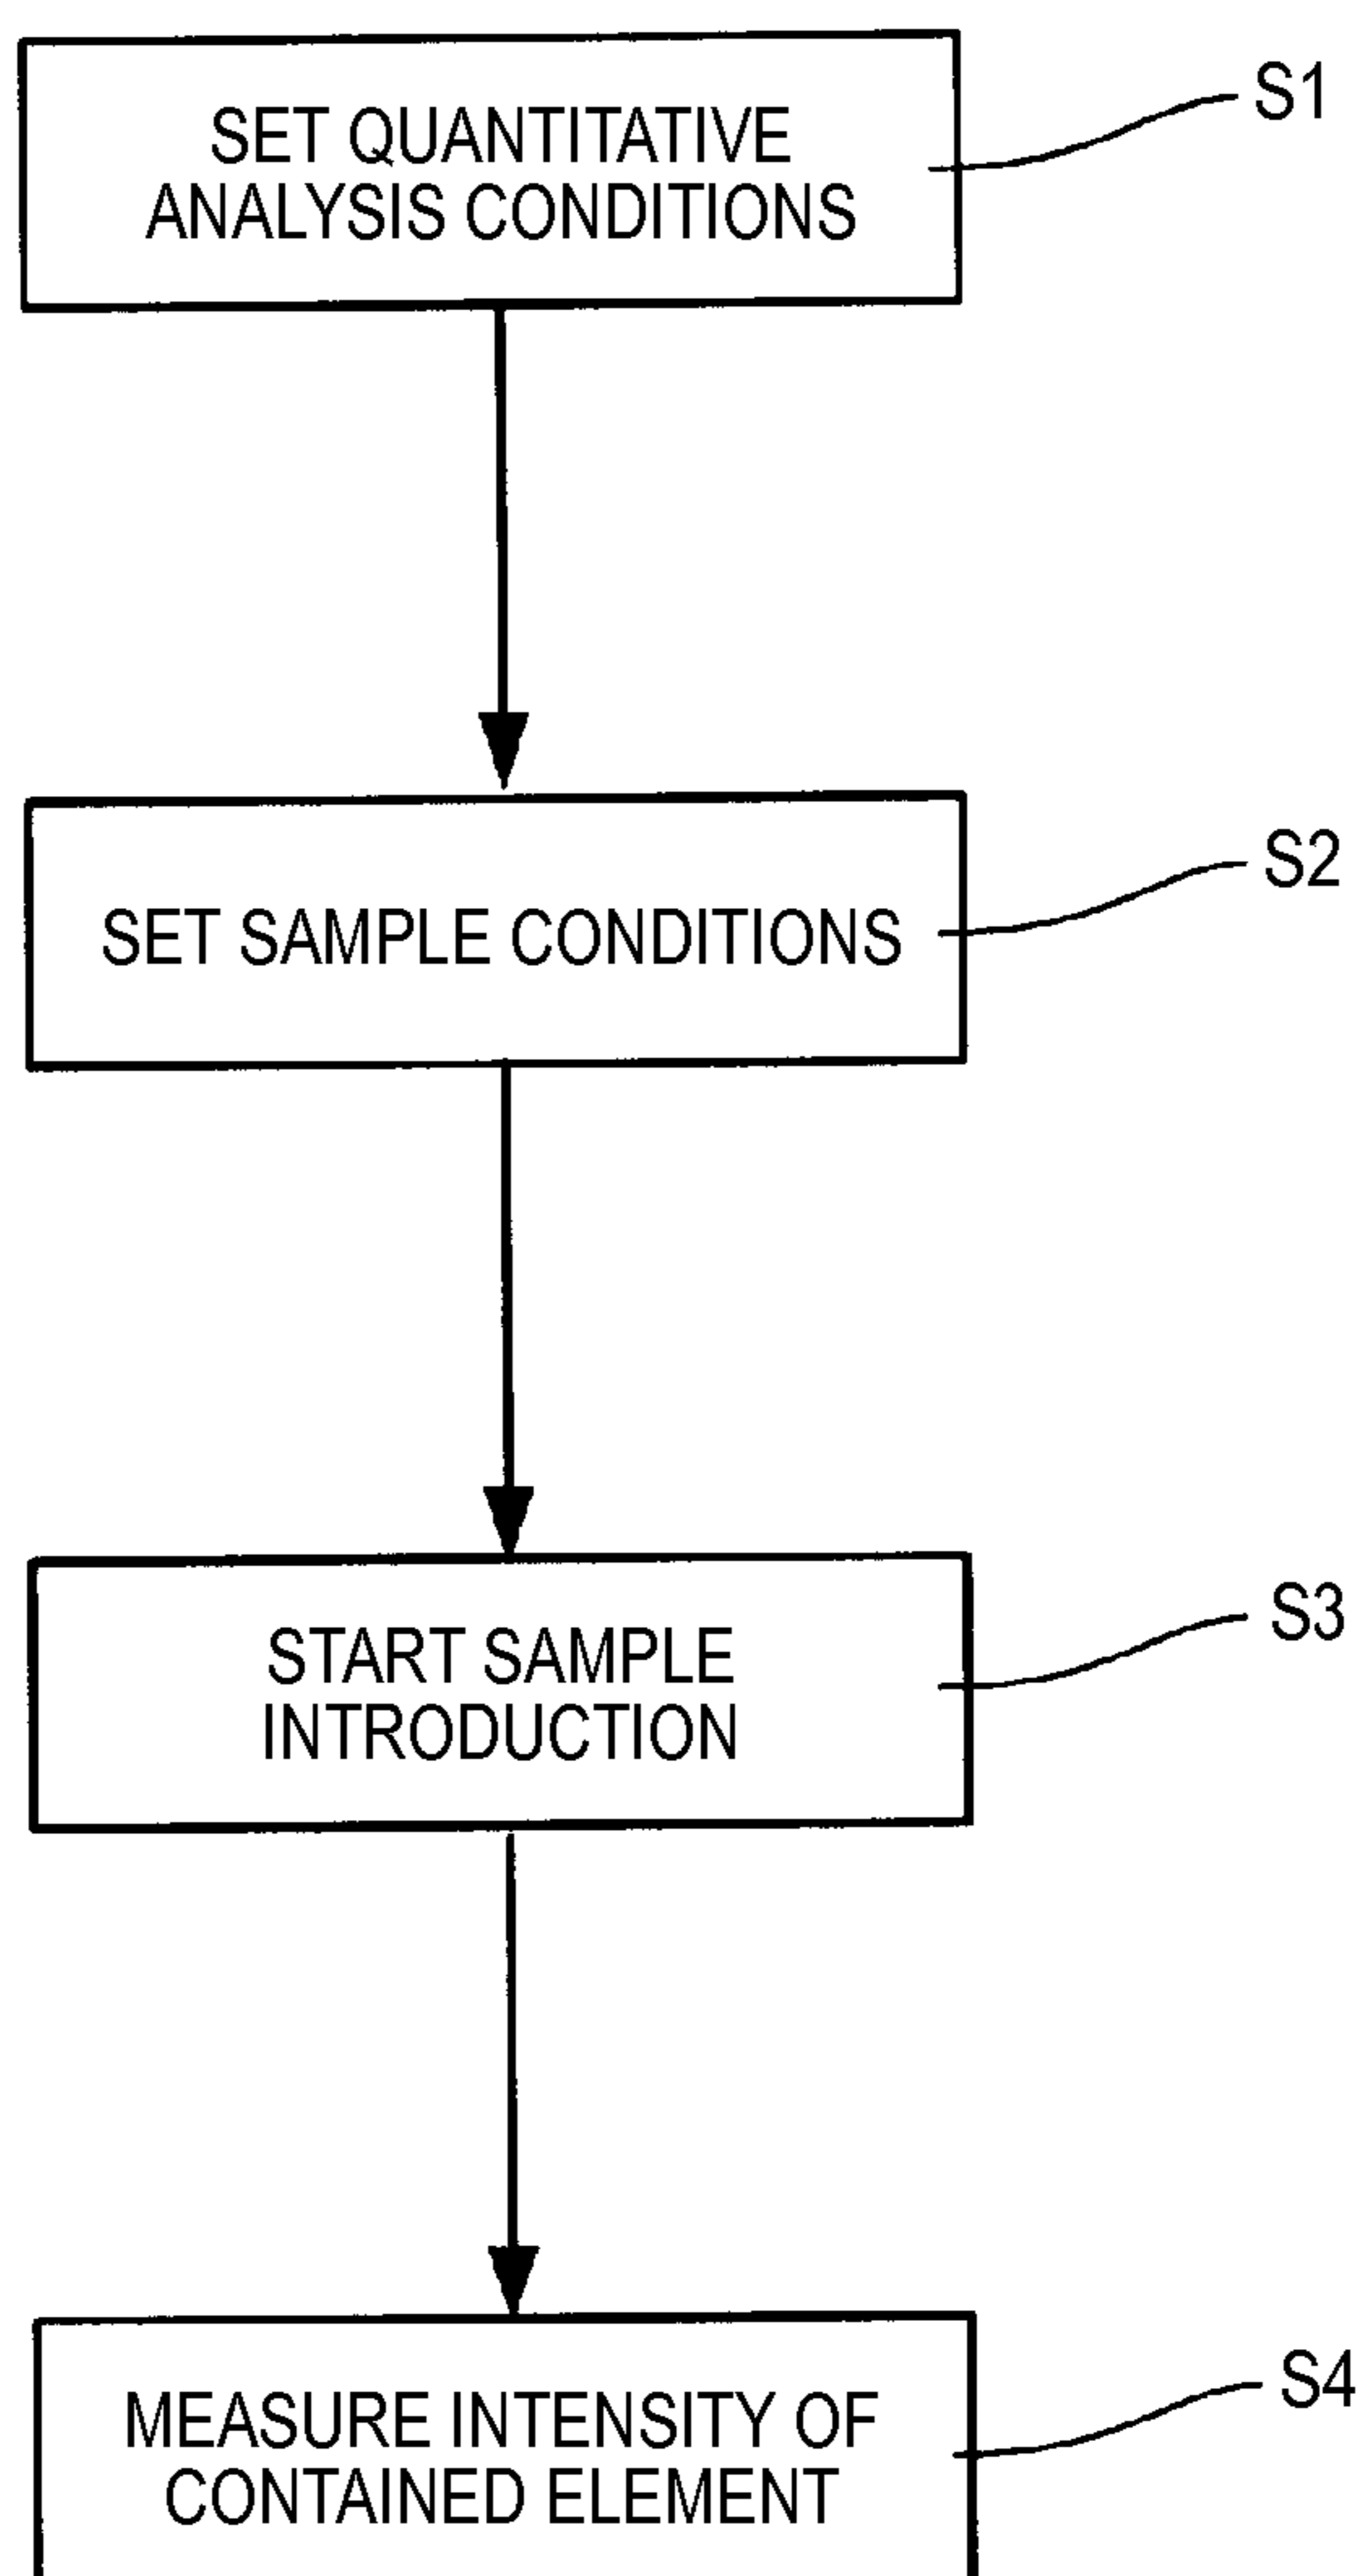 SET QUANTITATIVE
ANALYSIS CONDITIONS
S1
SET SAMPLE CONDITIONS
S2
START SAMPLE
INTRODUCTION
S3
MEASURE INTENSITY OF
CONTAINED ELEMENT
S4